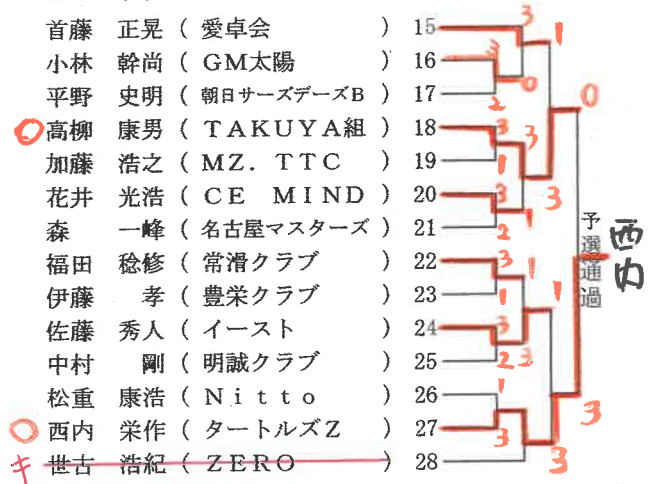 首藤 正晃 ( 愛卓会 ) 15 3 1
小林 幹尚 ( GM太陽 ) 16 3 0 0
平野 史明 ( 朝日サーズデーズB ) 17 2
高柳 康男 ( TAKUYA組 ) 18 3 3
加藤 浩之 ( MZ. TTC ) 19 1
花井 光浩 ( CE MIND ) 20 3 3
森 一峰 ( 名古屋マスターズ ) 21 2 1
福田 稔修 ( 常滑クラブ ) 22 3 1
伊藤 孝 ( 豊栄クラブ ) 23 1 1
佐藤 秀人 ( イースト ) 24 3
中村 剛 ( 明誠クラブ ) 25 2 3
松重 康浩 ( Nitto ) 26 1 3
西内 栄作 ( タートルズZ ) 27 3
キ 世古 浩紀 ( ZERO ) 28 3
予選通過
西内